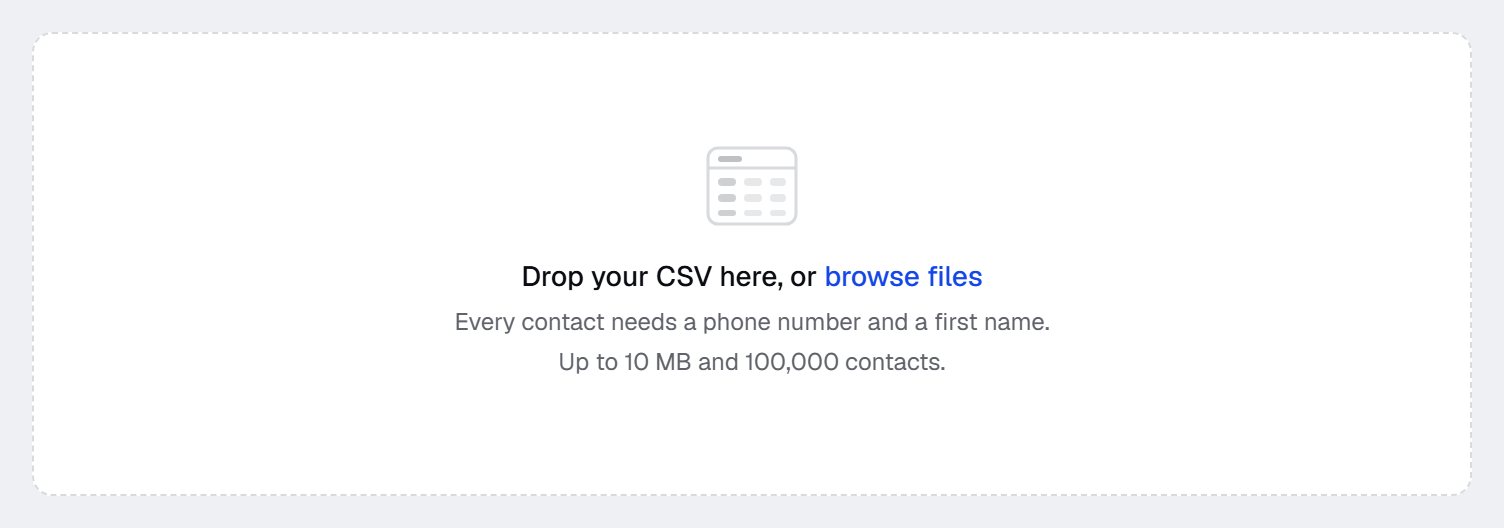 Drop your CSV here, or browse files
Every contact needs a phone number and a first name.
Up to 10 MB and 100,000 contacts.